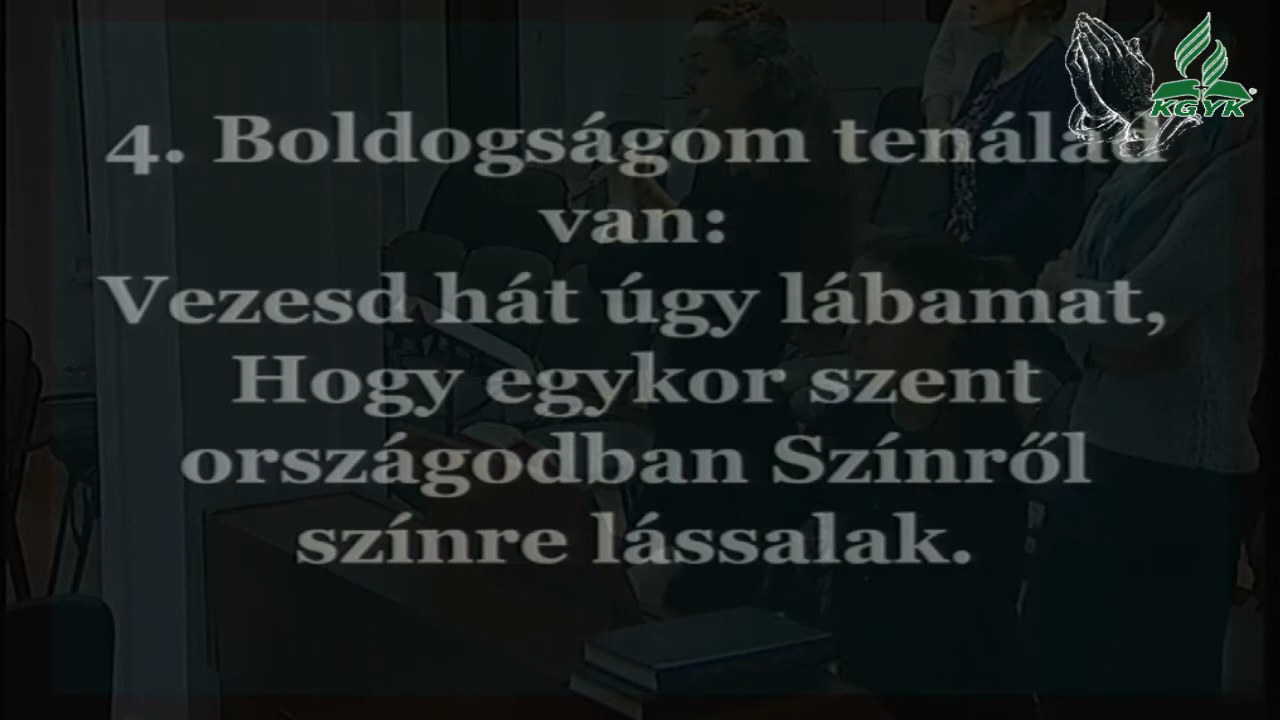 KGYK
4. Boldogságom tenálad
van:
Vezesd hát úgy lábamat,
Hogy egykor szent
országodban Színről
színre lássalak.